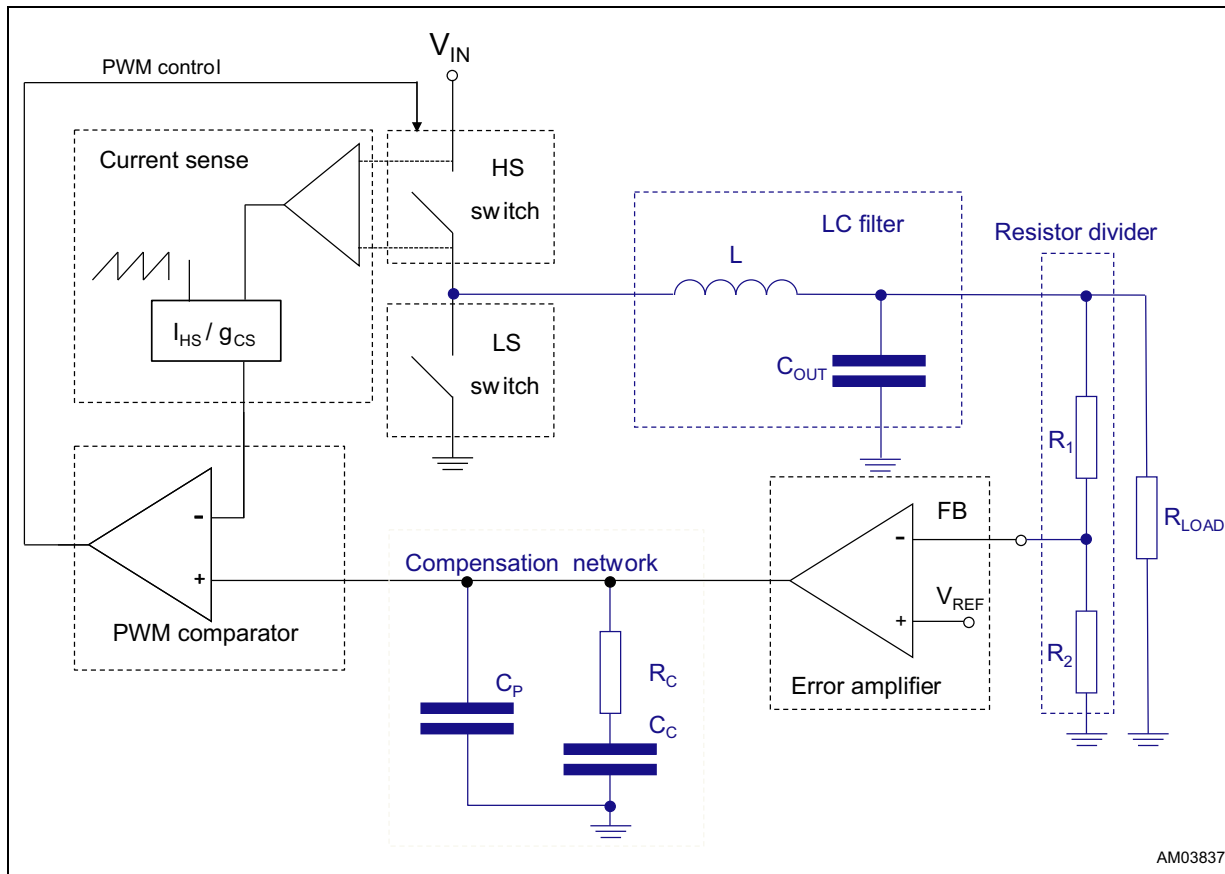 V_IN
PWM control
Current sense
HS
switch
LC filter
Resistor divider
L
I_HS / g_CS
LS
switch
C_OUT
R_1
FB
R_LOAD
-
-
Compensation network
V_REF
+
+
PWM comparator
R_2
C_P
R_C
Error amplifier
C_C
AM03837